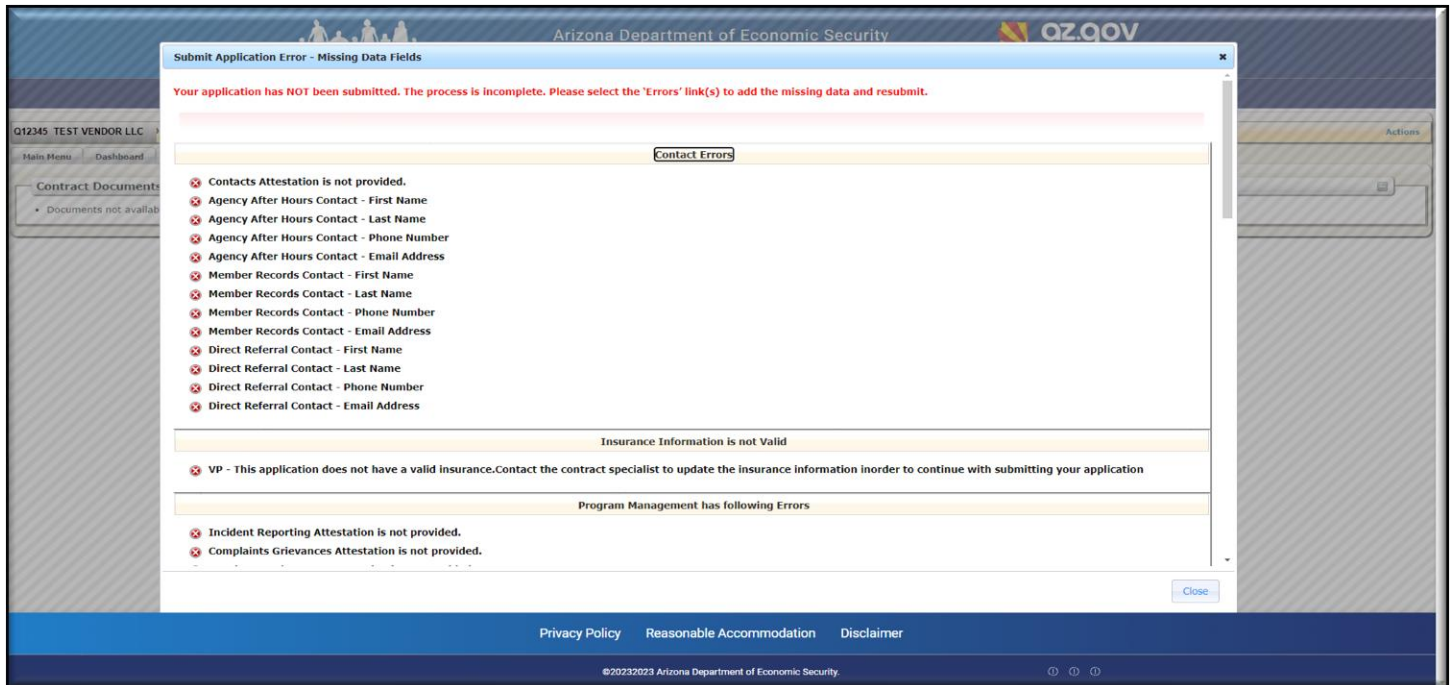 Arizona Department of Economic Security
az.gov
Submit Application Error - Missing Data Fields
Your application has NOT been submitted. The process is incomplete. Please select the 'Errors' link(s) to add the missing data and resubmit.
Q12345 TEST VENDOR LLC
Actions
Main Menu Dashboard
Contract Documents
• Documents not availab
Contact Errors
Contacts Attestation is not provided.
Agency After Hours Contact - First Name
Agency After Hours Contact - Last Name
Agency After Hours Contact - Phone Number
Agency After Hours Contact - Email Address
Member Records Contact - First Name
Member Records Contact - Last Name
Member Records Contact - Phone Number
Member Records Contact - Email Address
Direct Referral Contact - First Name
Direct Referral Contact - Last Name
Direct Referral Contact - Phone Number
Direct Referral Contact - Email Address
Insurance Information is not Valid
VP - This application does not have a valid insurance.Contact the contract specialist to update the insurance information inorder to continue with submitting your application
Program Management has following Errors
Incident Reporting Attestation is not provided.
Complaints Grievances Attestation is not provided.
Close
Privacy Policy Reasonable Accommodation Disclaimer
©20232023 Arizona Department of Economic Security.